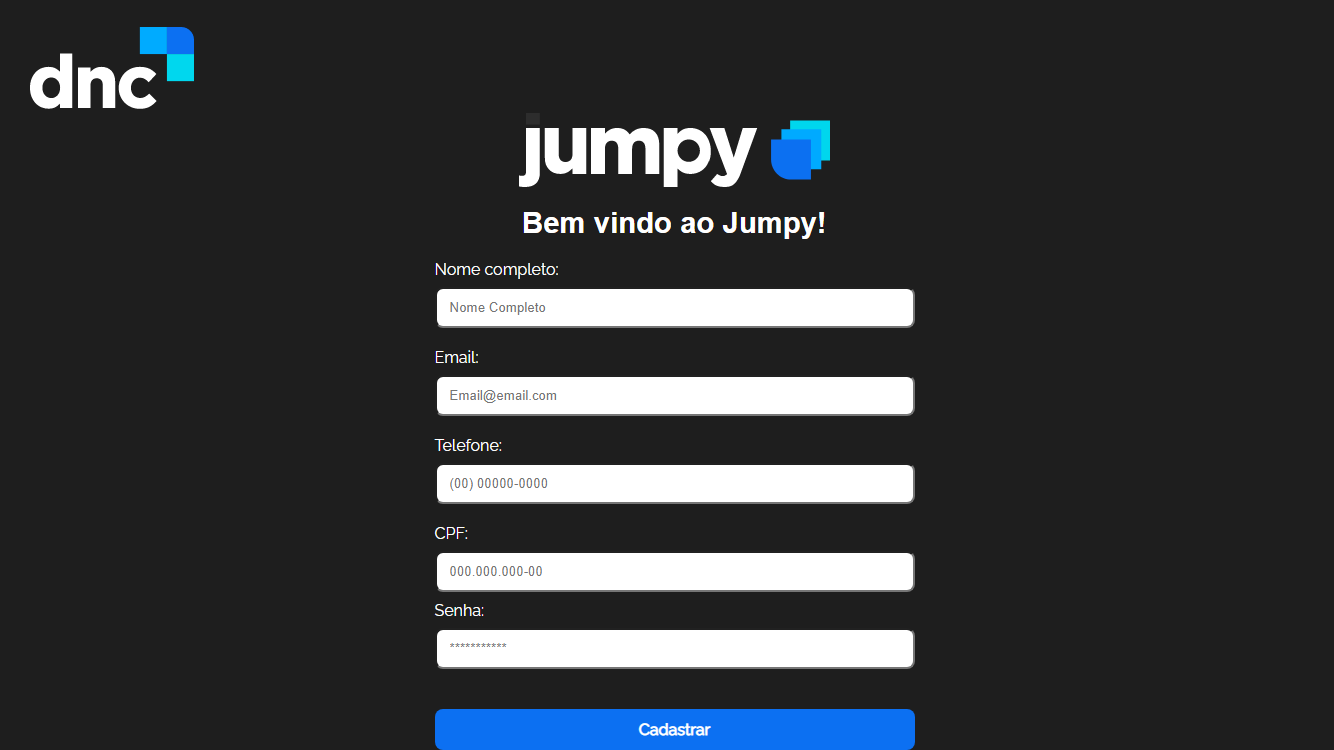 dnc
jumpy
Bem vindo ao Jumpy!
Nome completo:
Nome Completo
Email:
Email@email.com
Telefone:
(00) 00000-0000
CPF:
000.000.000-00
Senha:
***********
Cadastrar